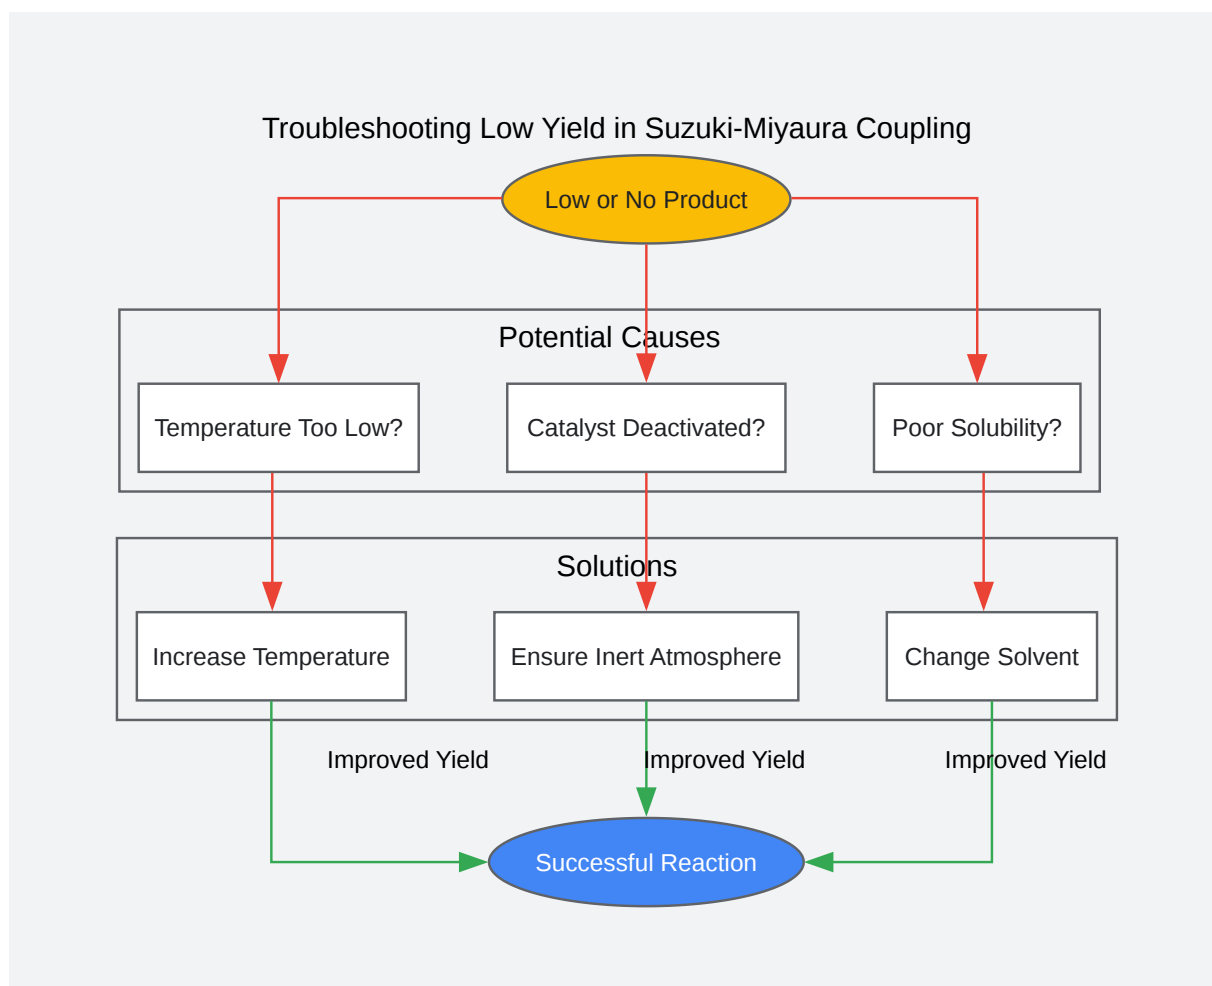 Troubleshooting Low Yield in Suzuki-Miyaura Coupling
Low or No Product
Potential Causes
Temperature Too Low?
Catalyst Deactivated?
Poor Solubility?
Solutions
Increase Temperature
Ensure Inert Atmosphere
Change Solvent
Improved Yield
Improved Yield
Improved Yield
Successful Reaction